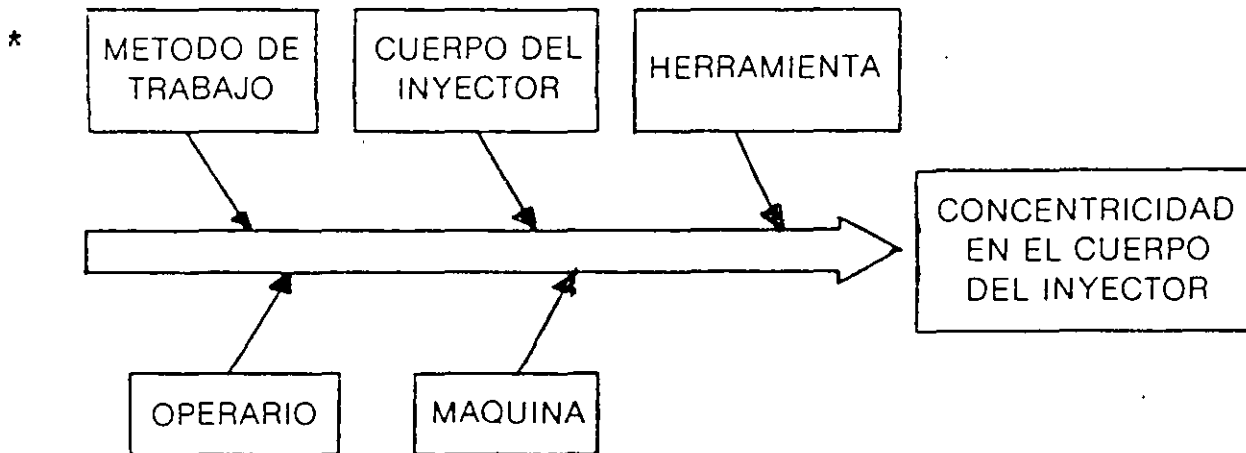 *
METODO DE
TRABAJO
CUERPO DEL
INYECTOR
HERRAMIENTA
CONCENTRICIDAD
EN EL CUERPO
DEL INYECTOR
OPERARIO
MAQUINA